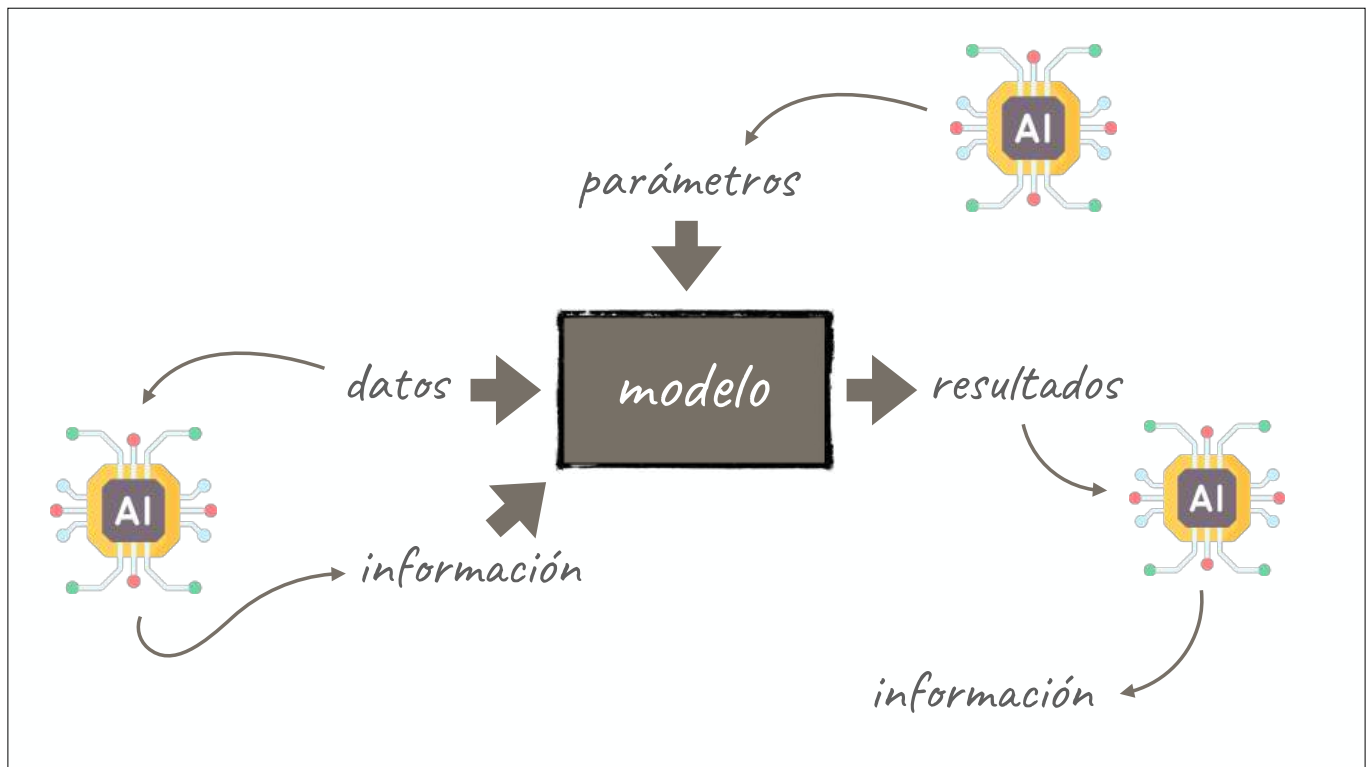 AI
parámetros
datos
modelo
resultados
AI
AI
información
información